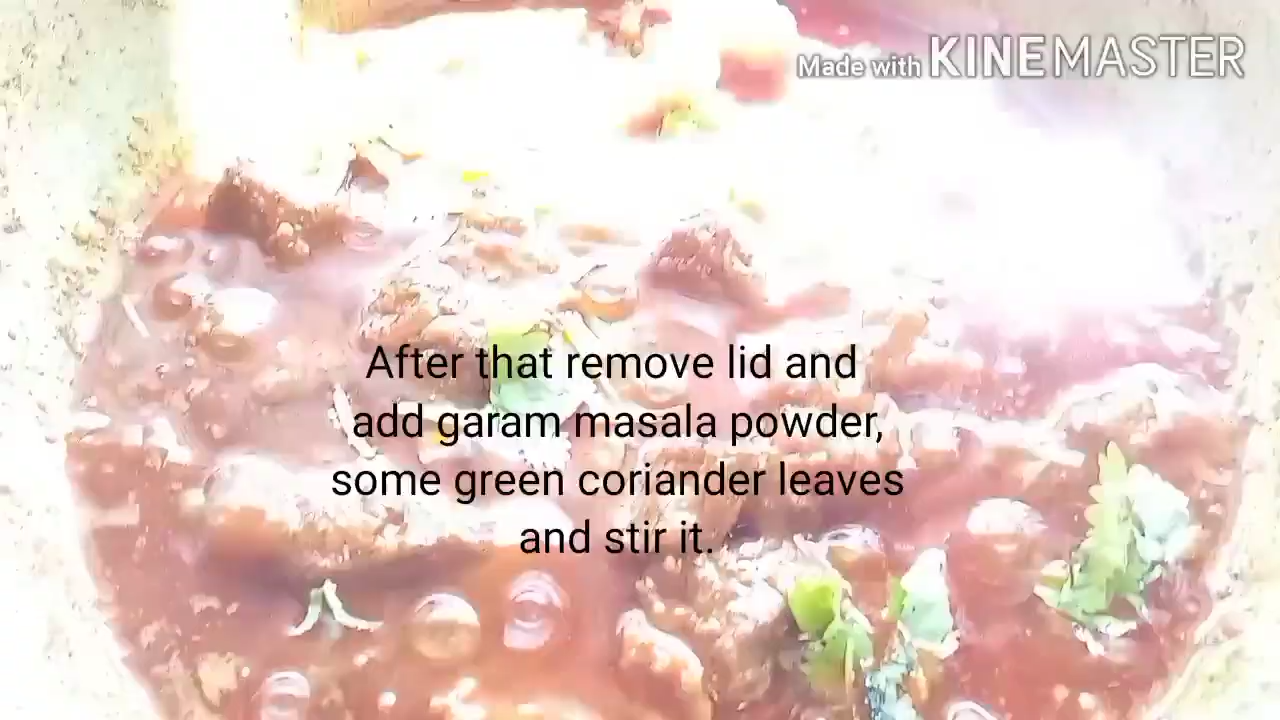 Made with KINEMASTER
After that remove lid and
add garam masala powder,
some green coriander leaves
and stir it.